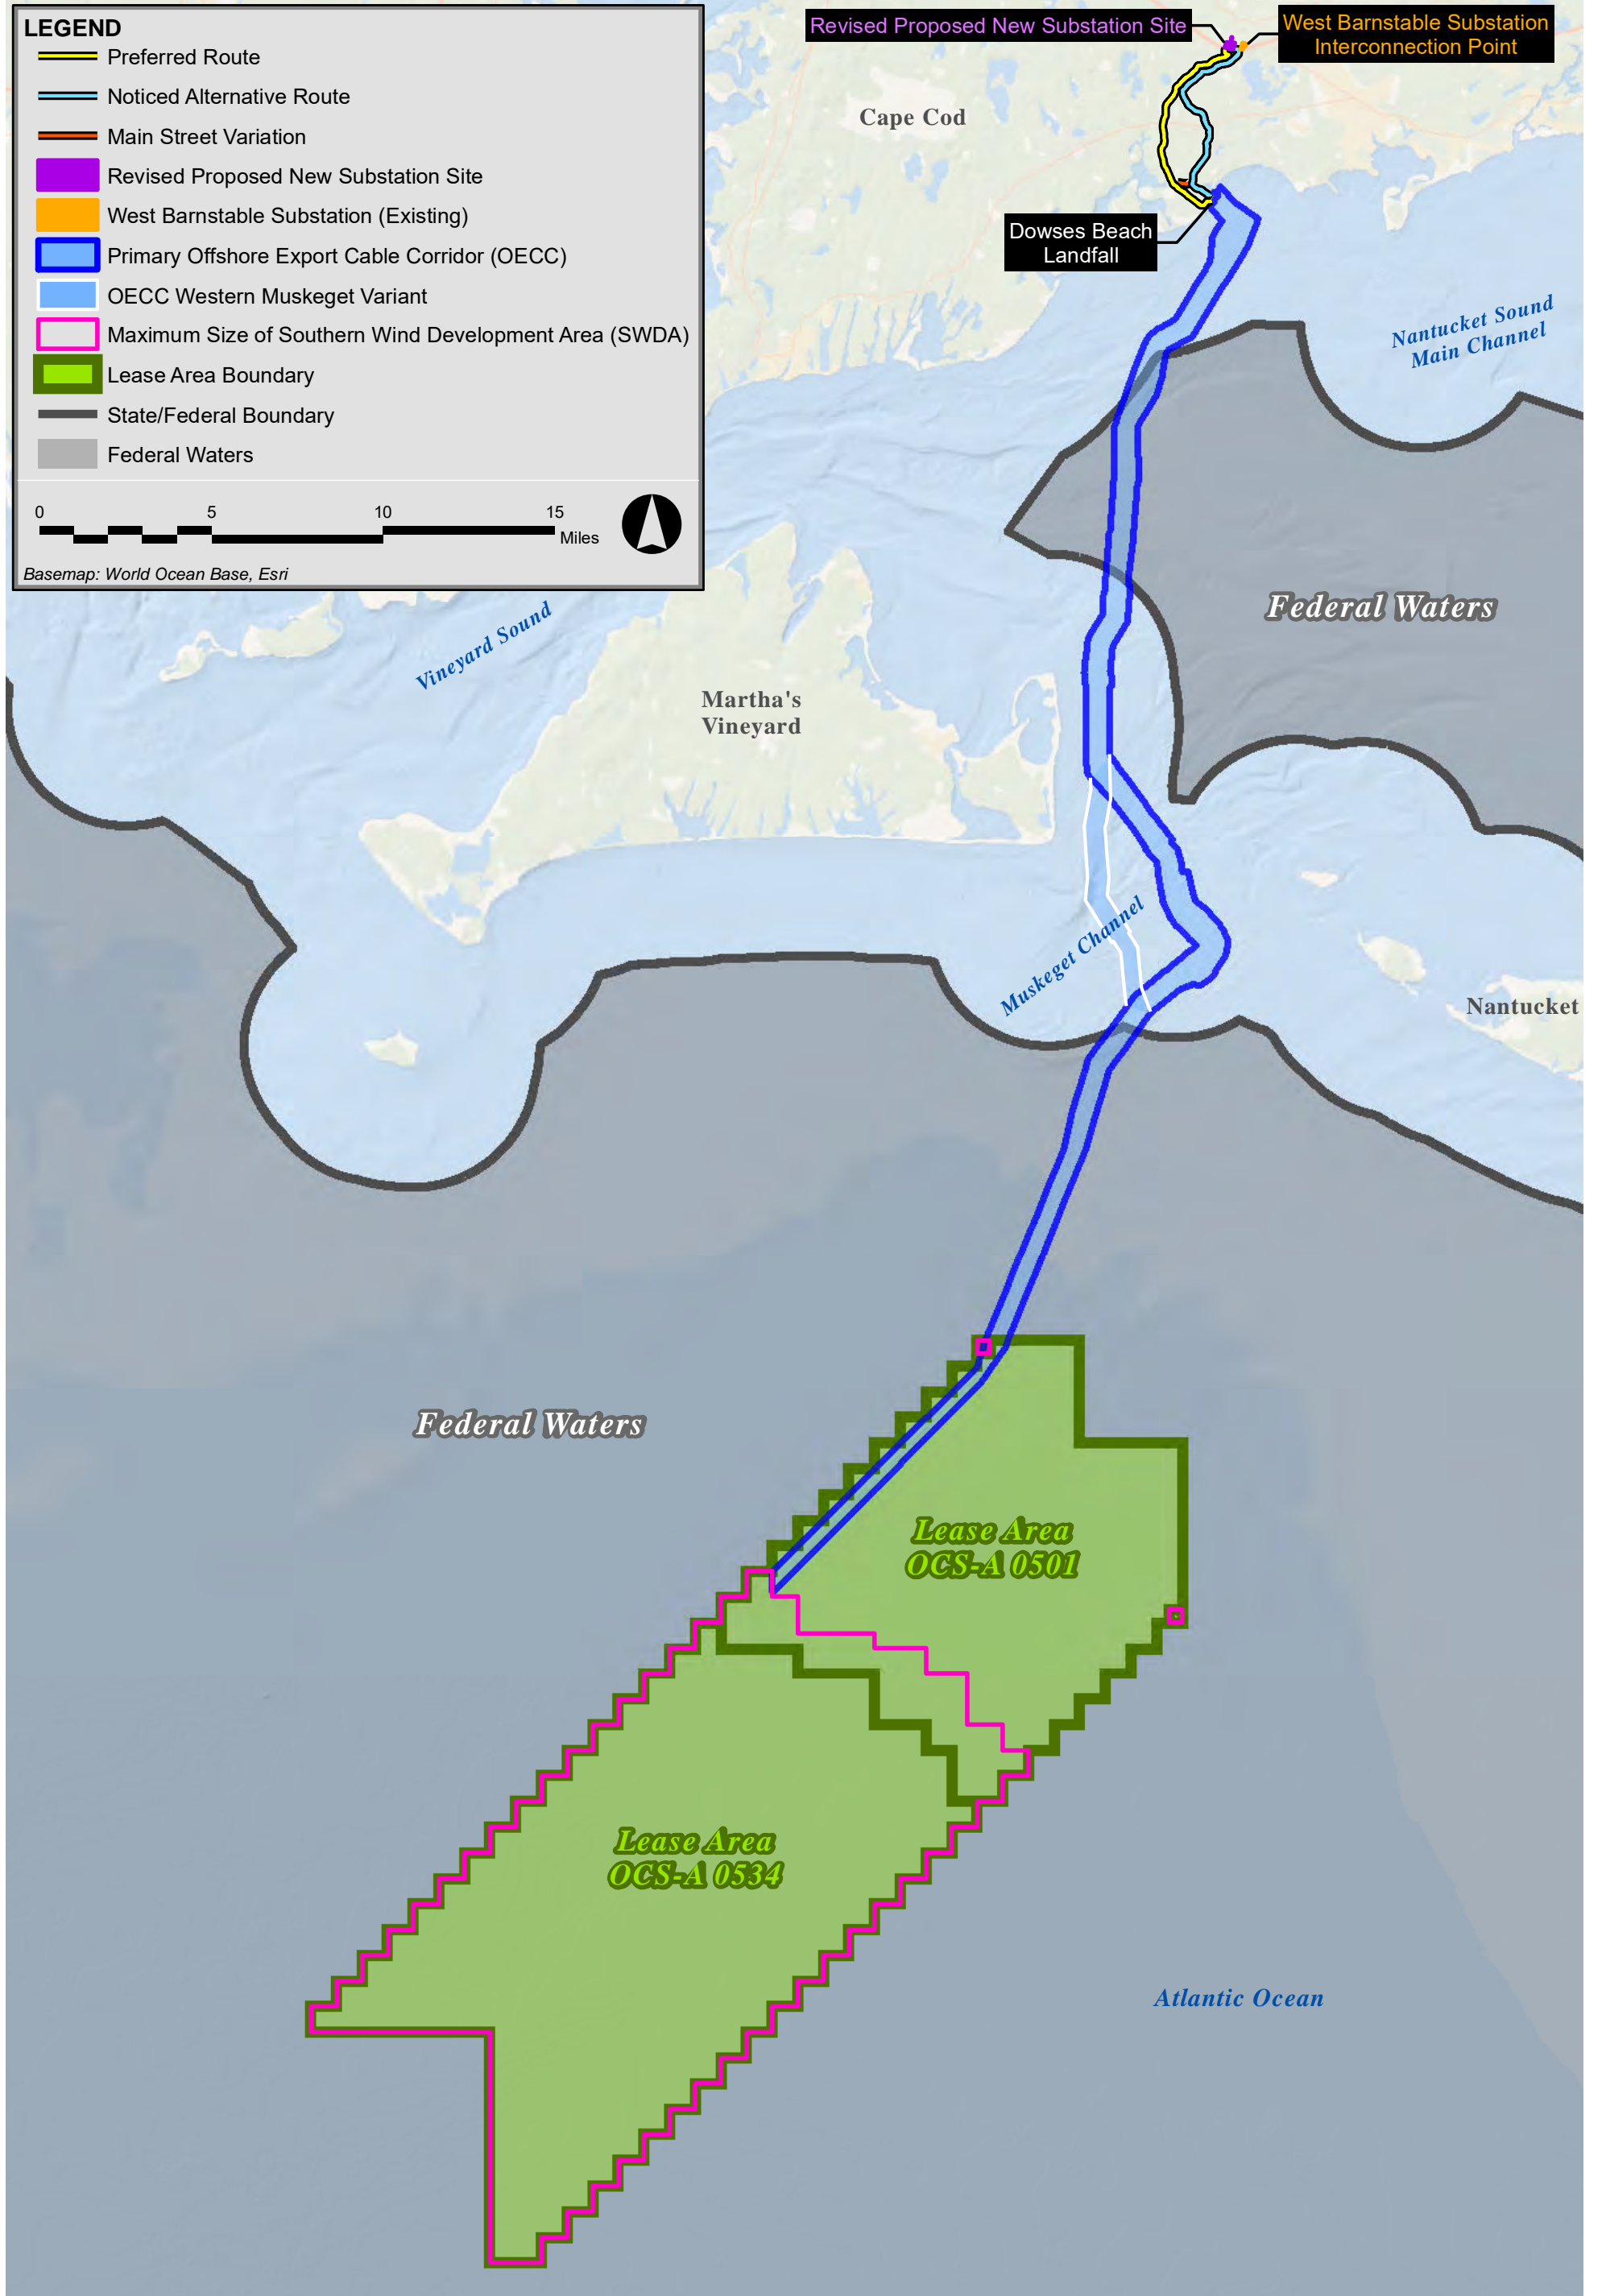 LEGEND
Preferred Route
Noticed Alternative Route
Main Street Variation
Revised Proposed New Substation Site
West Barnstable Substation (Existing)
Primary Offshore Export Cable Corridor (OECC)
OECC Western Muskeget Variant
Maximum Size of Southern Wind Development Area (SWDA)
Lease Area Boundary
State/Federal Boundary
Federal Waters
0 5 10 15
Miles
Basemap: World Ocean Base, Esri
Revised Proposed New Substation Site
West Barnstable Substation
Interconnection Point
Cape Cod
Dowses Beach
Landfall
Nantucket Sound
Main Channel
Federal Waters
Vineyard Sound
Martha's
Vineyard
Muskeget Channel
Nantucket
Federal Waters
Lease Area
OCS-A 0501
Lease Area
OCS-A 0534
Atlantic Ocean